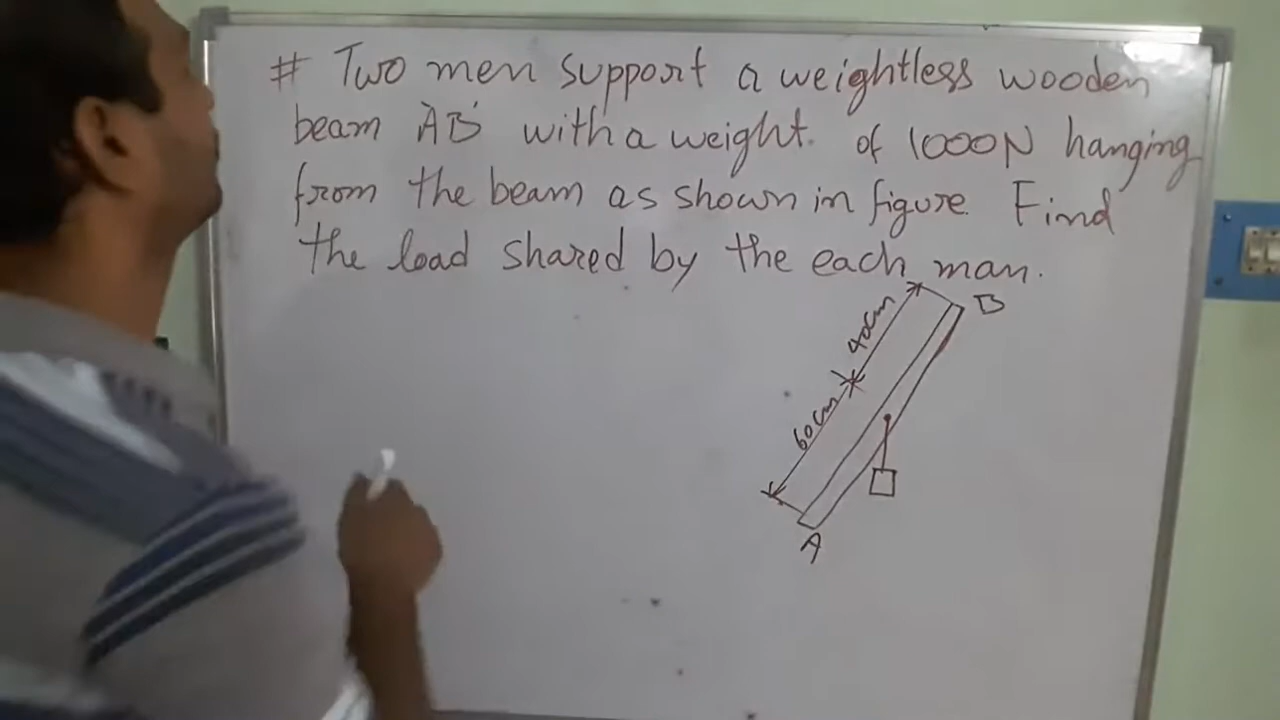 # Two men support a weightless wooden
beam 'AB' with a weight. of 1000N hanging
from the beam as shown in figure. Find
the load shared by the each man.
B
40cm
60cm
A